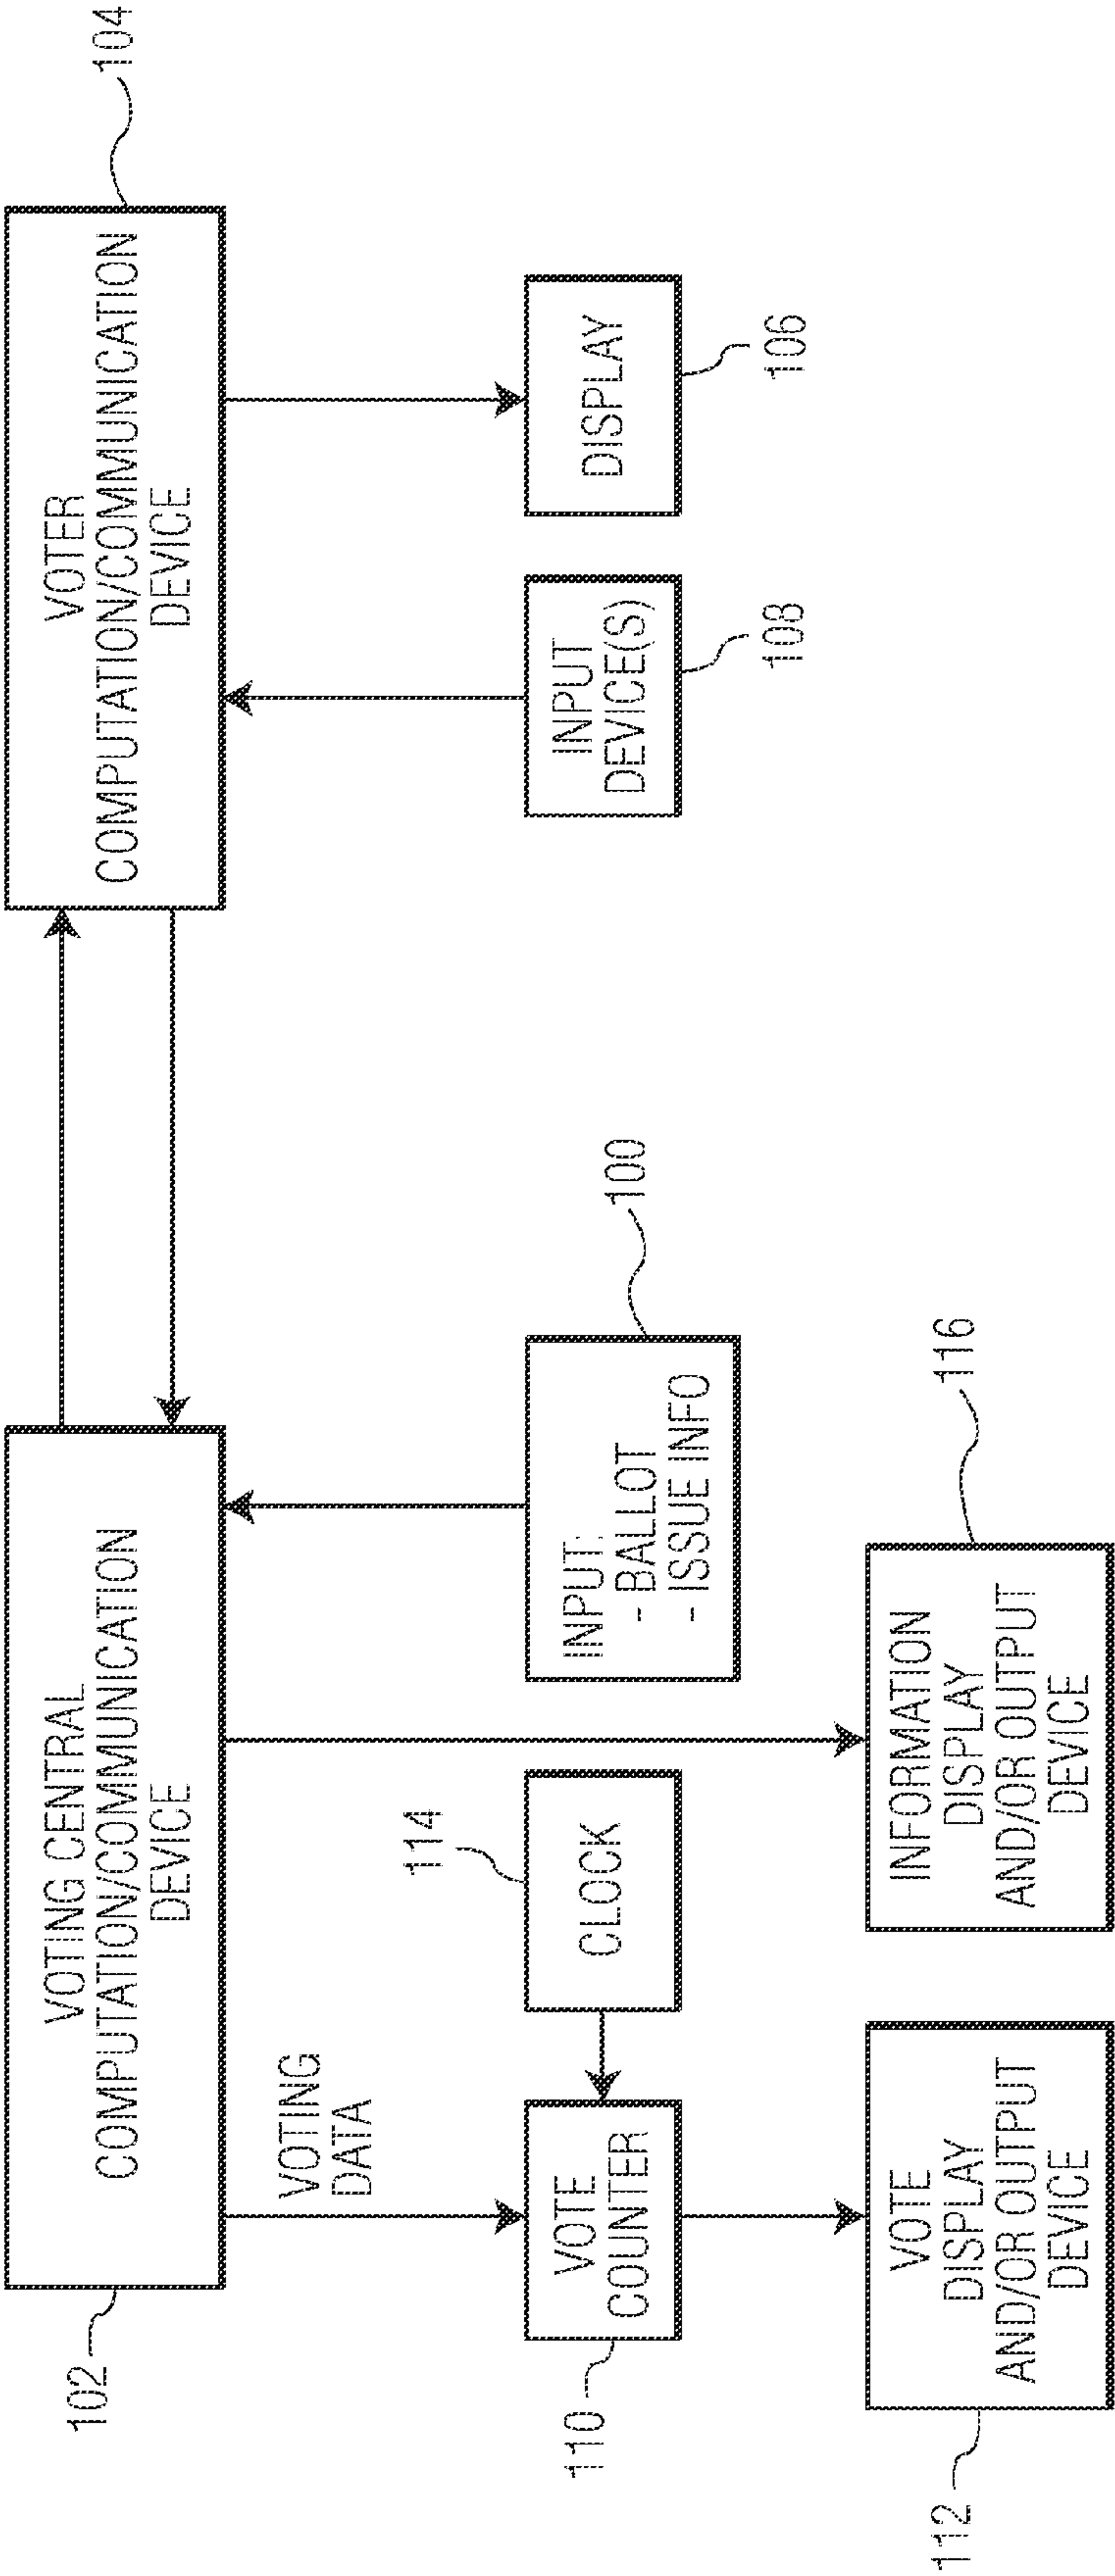 VOTING CENTRAL
COMPUTATION/COMMUNICATION
DEVICE
102
VOTER
COMPUTATION/COMMUNICATION
DEVICE
104
VOTING
DATA
VOTE
COUNTER
110
CLOCK
114
INPUT:
- BALLOT
- ISSUE INFO
100
INPUT
DEVICE(S)
108
DISPLAY
106
VOTE
DISPLAY
AND/OR OUTPUT
DEVICE
112
INFORMATION
DISPLAY
AND/OR OUTPUT
DEVICE
116